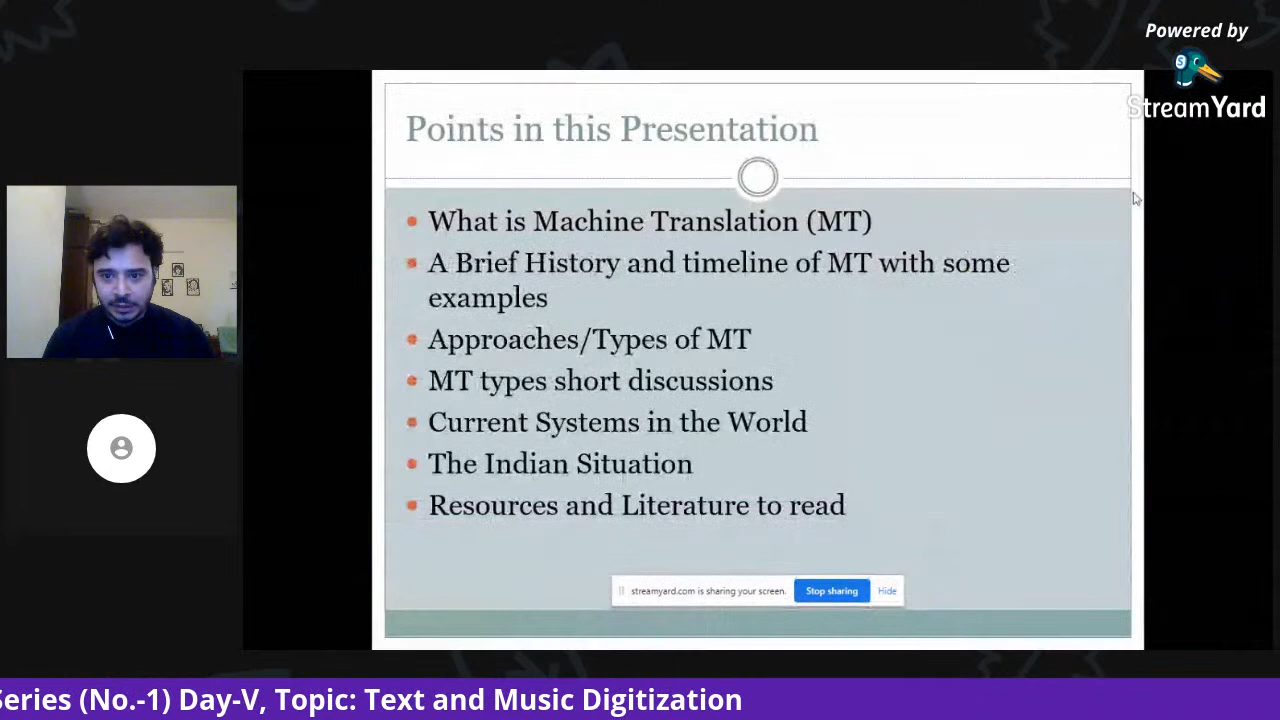 Powered by
StreamYard
Points in this Presentation
• What is Machine Translation (MT)
• A Brief History and timeline of MT with some
examples
• Approaches/Types of MT
• MT types short discussions
• Current Systems in the World
• The Indian Situation
• Resources and Literature to read
streamyard.com is sharing your screen. Stop sharing Hide
Series (No.-1) Day-V, Topic: Text and Music Digitization